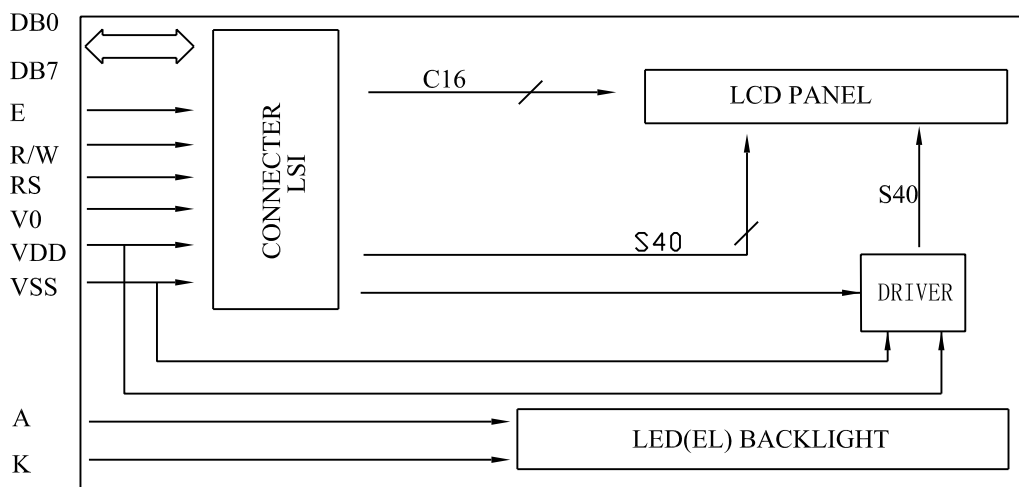 DB0
DB7
E
R/W
RS
V0
VDD
VSS
A
K
CONNECTER
LSI
C16
LCD PANEL
S40
S40
DRIVER
LED(EL) BACKLIGHT